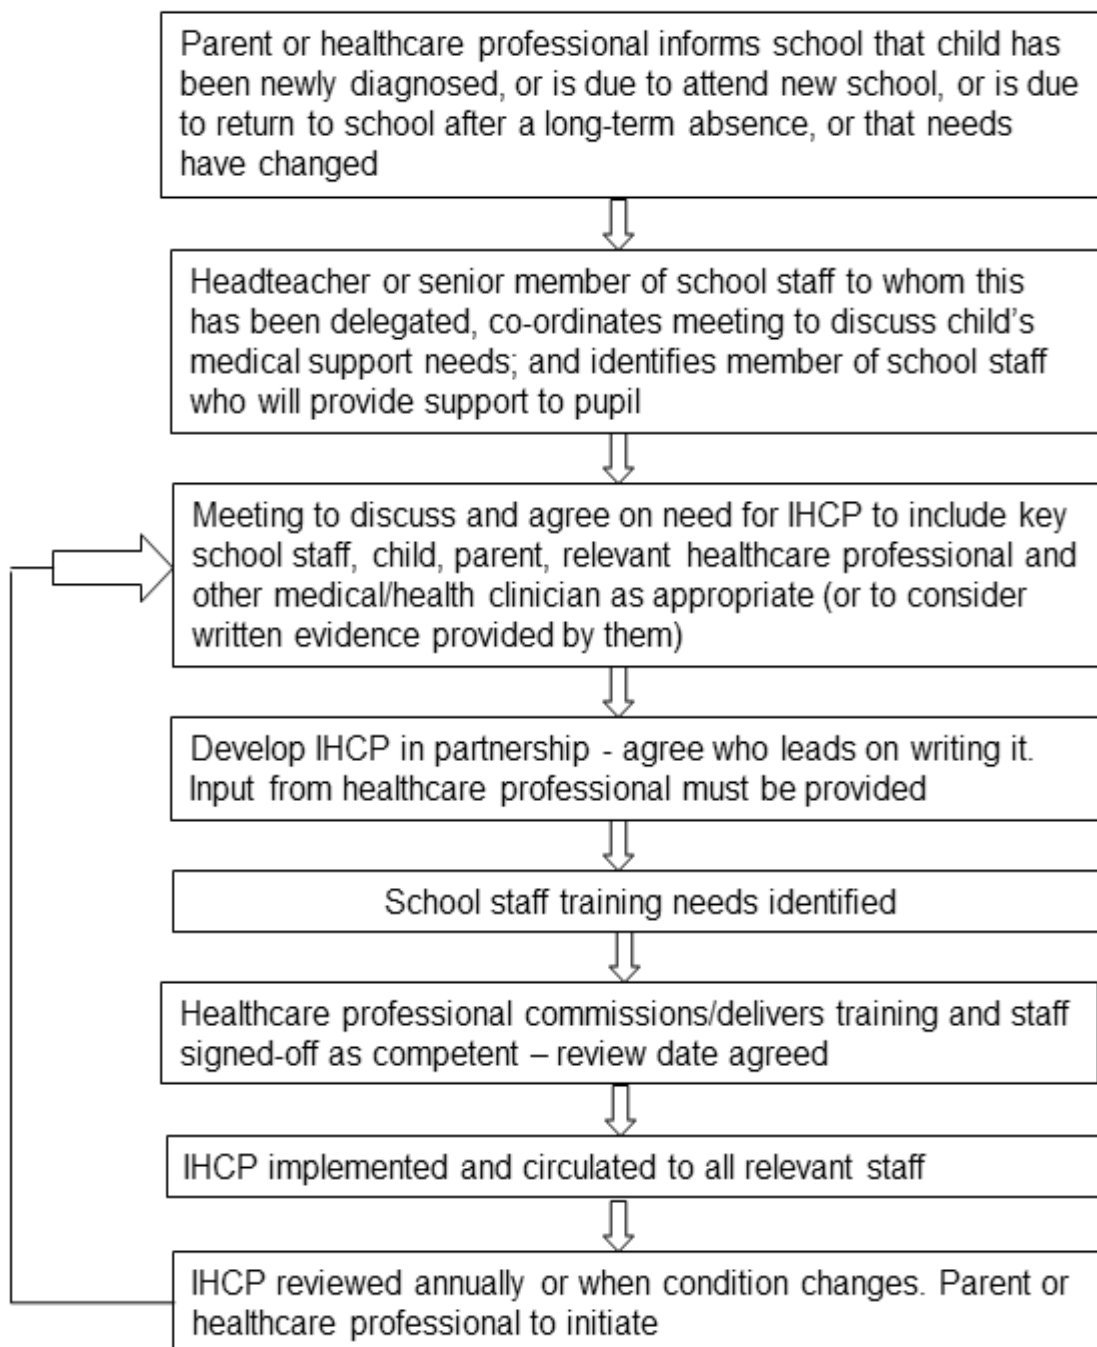 Parent or healthcare professional informs school that child has
been newly diagnosed, or is due to attend new school, or is due
to return to school after a long-term absence, or that needs
have changed
Headteacher or senior member of school staff to whom this
has been delegated, co-ordinates meeting to discuss child's
medical support needs; and identifies member of school staff
who will provide support to pupil
Meeting to discuss and agree on need for IHCP to include key
school staff, child, parent, relevant healthcare professional and
other medical/health clinician as appropriate (or to consider
written evidence provided by them)
Develop IHCP in partnership - agree who leads on writing it.
Input from healthcare professional must be provided
School staff training needs identified
Healthcare professional commissions/delivers training and staff
signed-off as competent – review date agreed
IHCP implemented and circulated to all relevant staff
IHCP reviewed annually or when condition changes. Parent or
healthcare professional to initiate